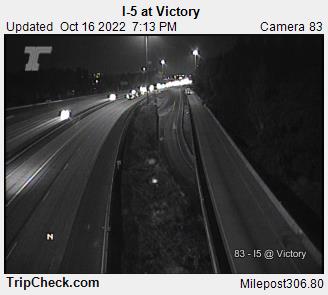 I-5 at Victory
Updated Oct 16 2022 7:13 PM Camera 83
T
N
83 - I5 @ Victory
TripCheck.com Milepost306.80